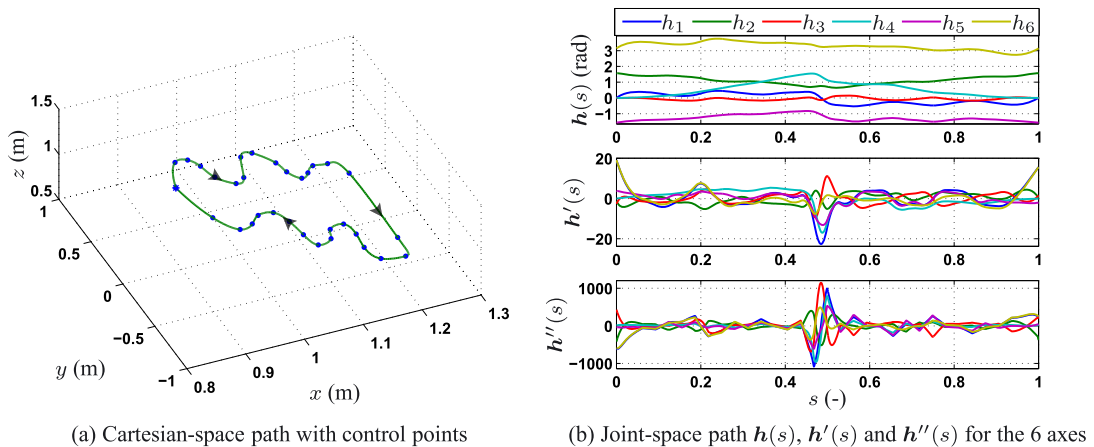 1.5
1
0.5
z (m)
1
0.5
0
−0.5
−1
y (m)
0.8
0.9
1
1.1
1.2
1.3
x (m)
(a) Cartesian-space path with control points
h₁ h₂ h₃ h₄ h₅ h₆
h(s) (rad)
3
2
1
0
−1
0 0.2 0.4 0.6 0.8 1
h′(s)
20
0
−20
0 0.2 0.4 0.6 0.8 1
h″(s)
1000
0
−1000
0 0.2 0.4 0.6 0.8 1
s (-)
(b) Joint-space path h(s), h′(s) and h″(s) for the 6 axes